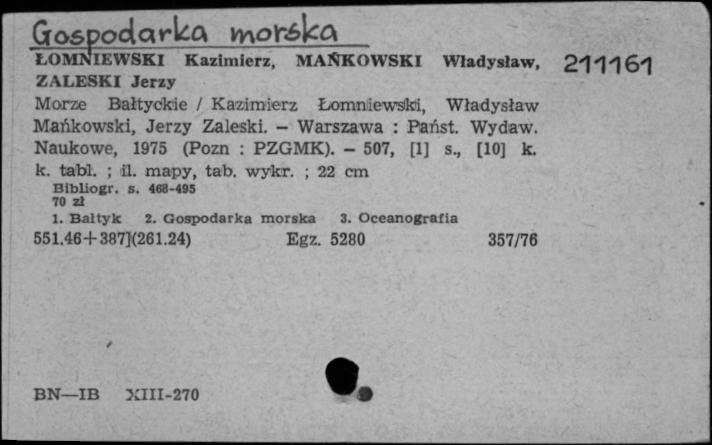 Gospodarka morska
ŁOMNIEWSKI Kazimierz, MAŃKOWSKI Władysław, 211161
ZALESKI Jerzy
Morze Bałtyckie / Kazimierz Łomniewski, Władysław
Mańkowski, Jerzy Zaleski. — Warszawa : Państ. Wydaw.
Naukowe, 1975 (Pozn : PZGMK). — 507, [1] s., [10] k.
k. tabl. ; il. mapy, tab. wykr. ; 22 cm
Bibliogr. s. 468-495
70 zł
1. Bałtyk 2. Gospodarka morska 3. Oceanografia
551.46+387](261.24) Egz. 5280 357/76
BN—IB XIII-270